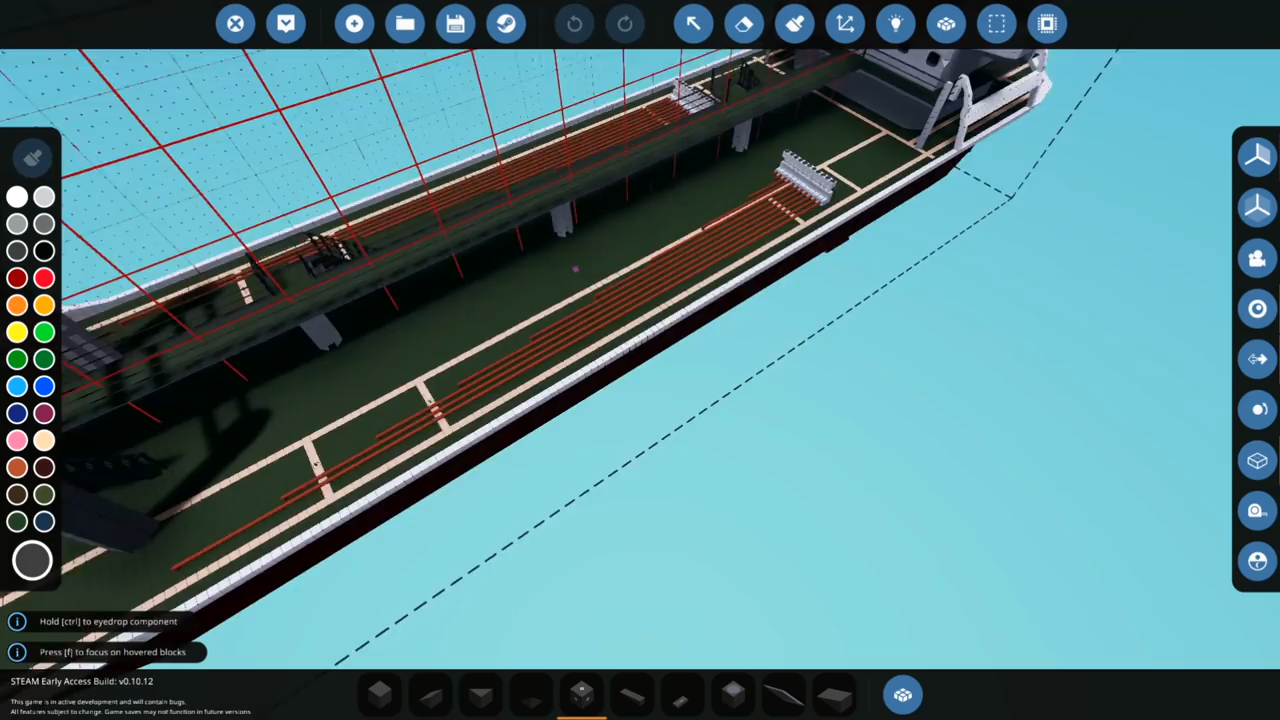 Hold [ctrl] to eyedrop component
Press [f] to focus on hovered blocks
STEAM Early Access Build: v0.10.12
This game is in active development and will contain bugs.
All features subject to change. Game saves may not function in future versions.